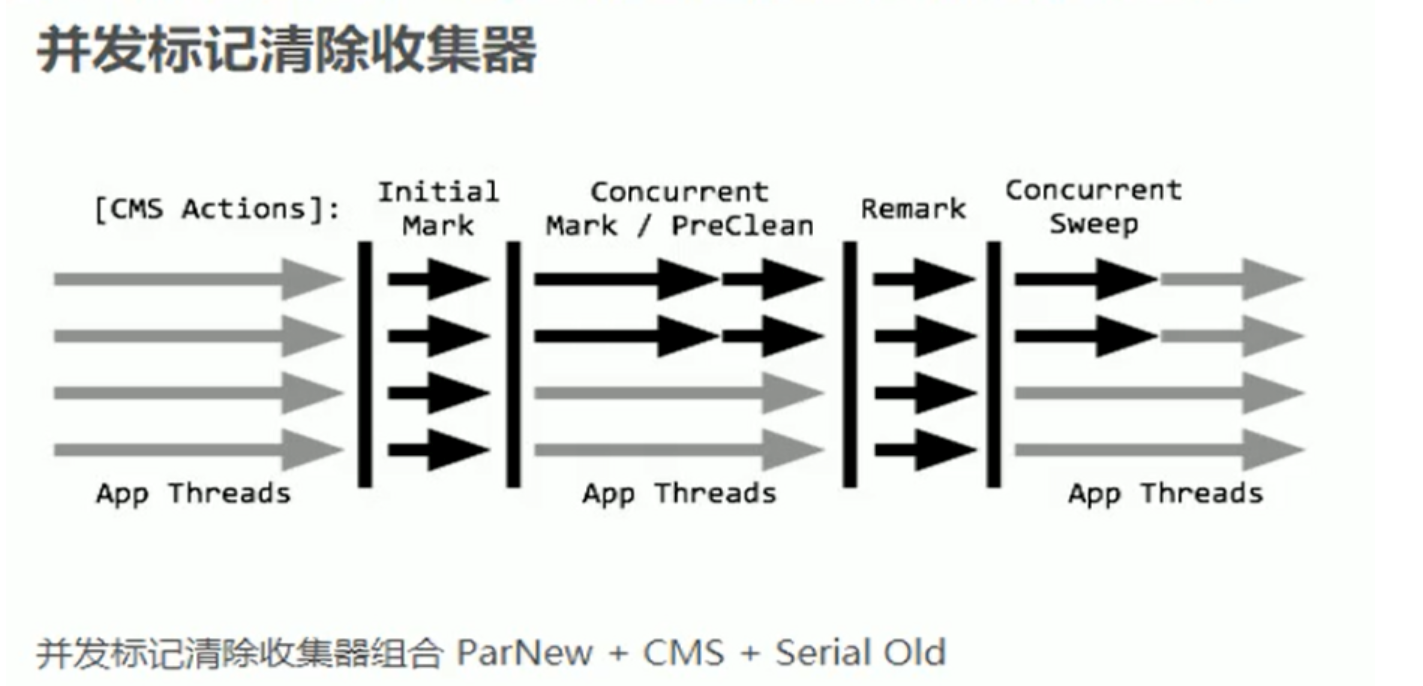 并发标记清除收集器
[CMS Actions]:
Initial
Mark
Concurrent
Mark / PreClean
Remark
Concurrent
Sweep
App Threads
App Threads
App Threads
并发标记清除收集器组合 ParNew + CMS + Serial Old